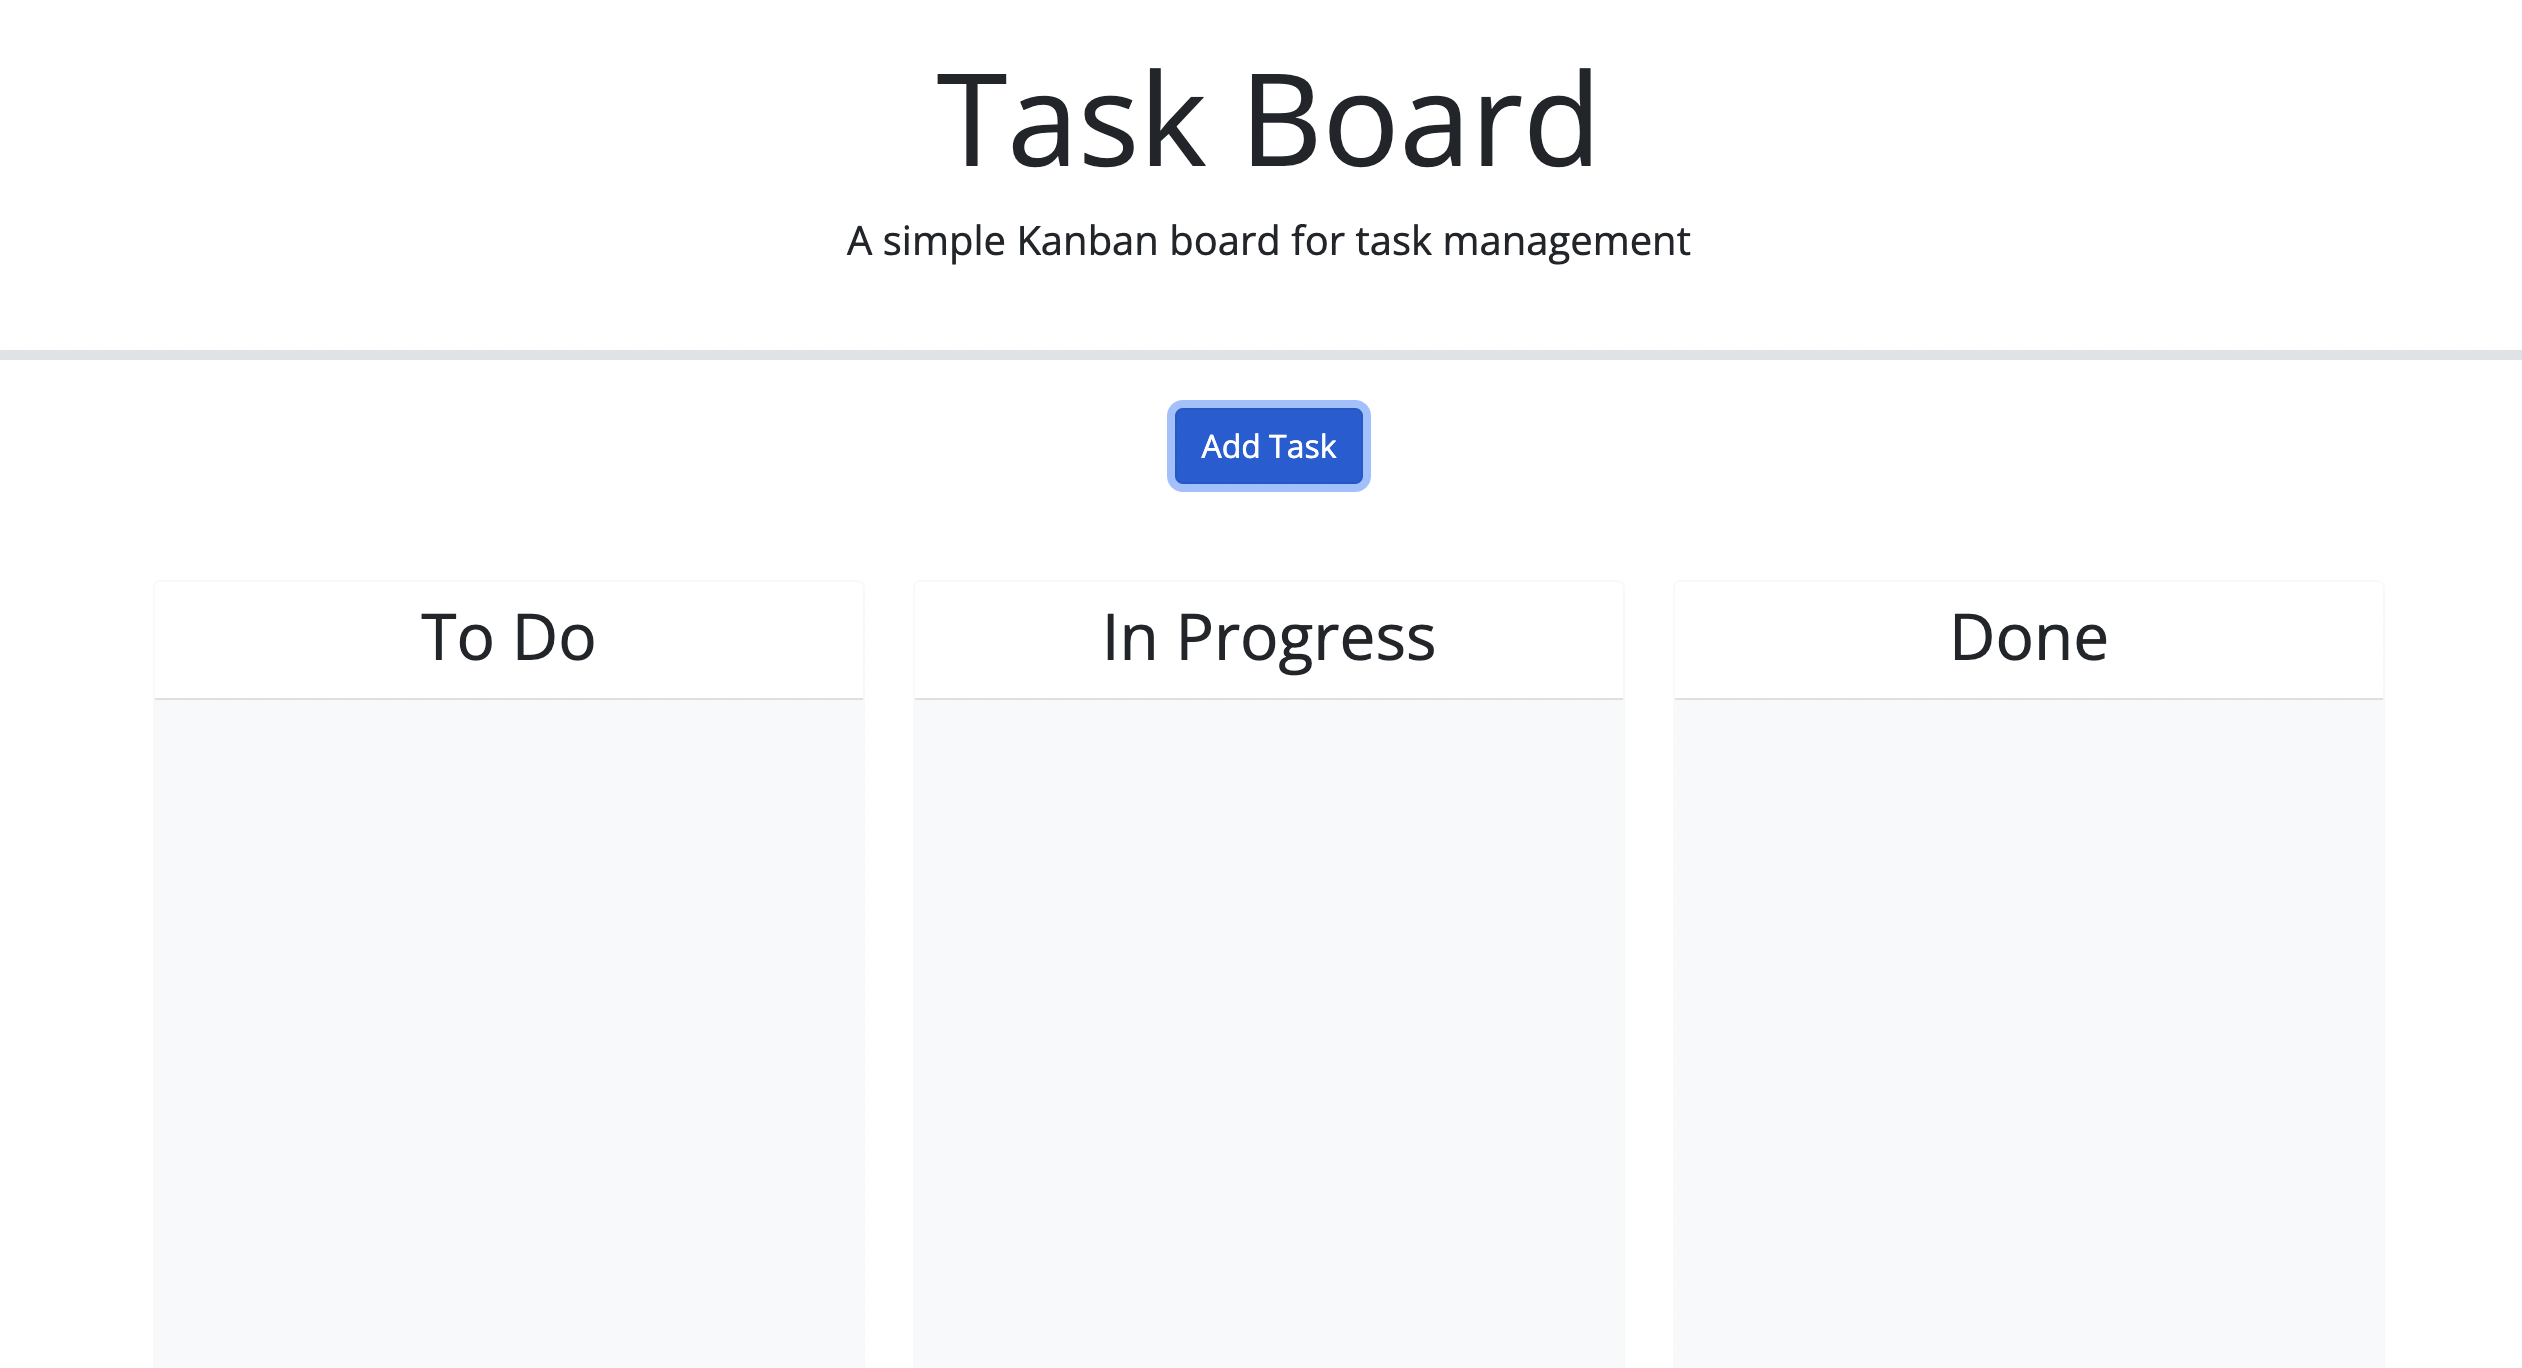 Task Board
A simple Kanban board for task management
Add Task
To Do
In Progress
Done